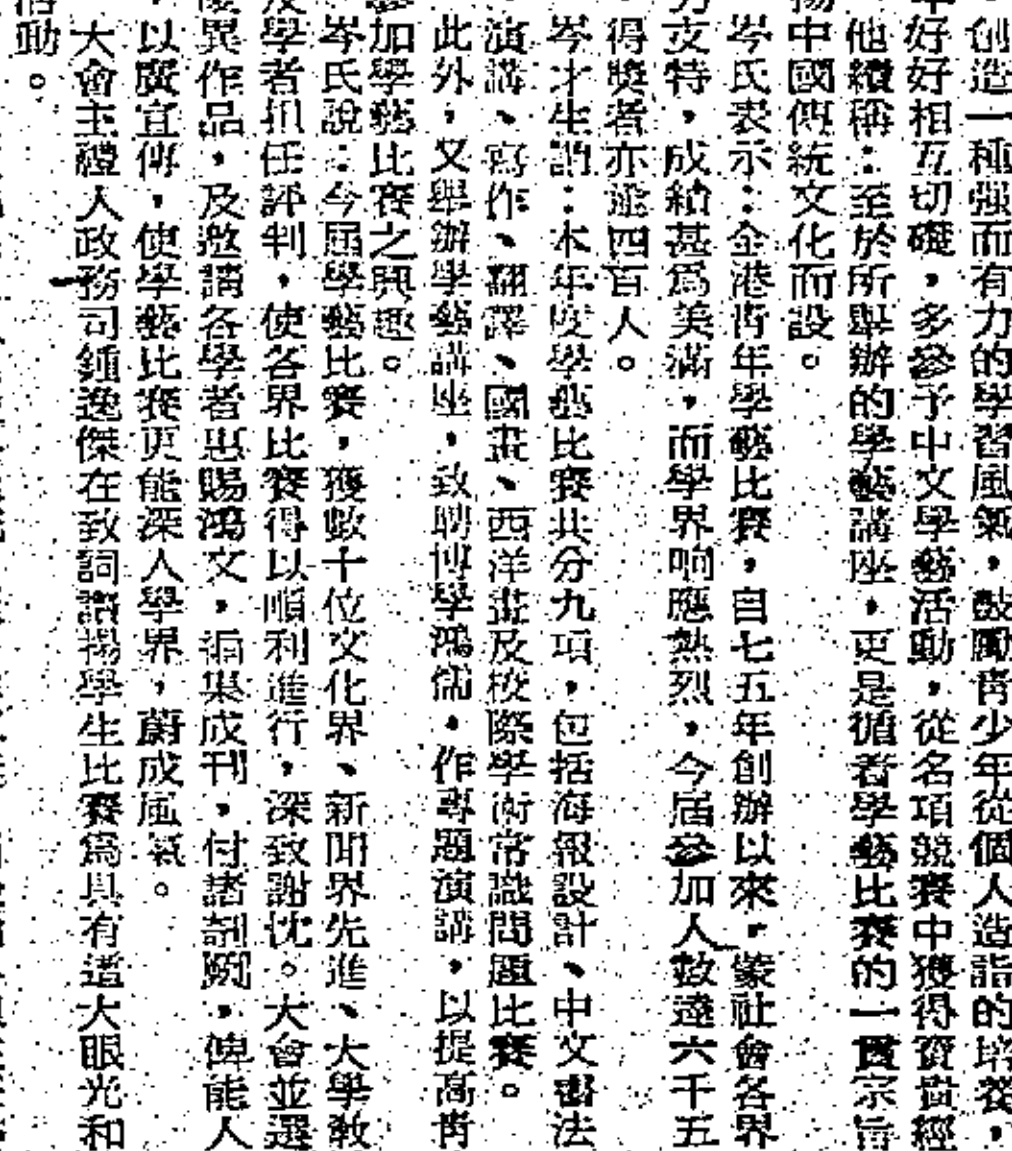 創造一種强而有力的學習風氣，鼓勵靑少年從個人造詣的培養，
年好好相互切磋，多參予中文學藝活動，從名項競賽中獲得寳貴經
他續稱：至於所舉辦的學藝講座，更是循着學藝比賽的一貫宗旨
揚中國傳統文化而設。
岑氏表示：全港靑年學藝比賽，自七五年創辦以來，蒙社會各界
力支特，成績甚爲美滿，而學界响應熱烈，今届參加人數達六千五
得獎者亦逾四百人。
岑才生謂：本年度學藝比賽共分九項，包括海報設計、中文書法
演講、寫作、翻譯、國畫、西洋畫及校際學術常識問題比賽。
此外，又舉辦學藝講座，致聘博學鴻儒，作專題演講，以提高靑
參加學藝比賽之興趣。
岑氏說：今屆學藝比賽，獲數十位文化界、新聞界先進、大學敎
及學者担任評判，使各界比賽得以順利進行，深致謝忱。大會並選
優異作品，及邀請各學者惠賜鴻文，編集成刊，付諸剞劂，俾能人
，以廣宣傳，使學藝比賽更能深入學界，蔚成風氣。
大會主禮人政務司鍾逸傑在致詞讚揚學生比賽爲具有遠大眼光和
活動。